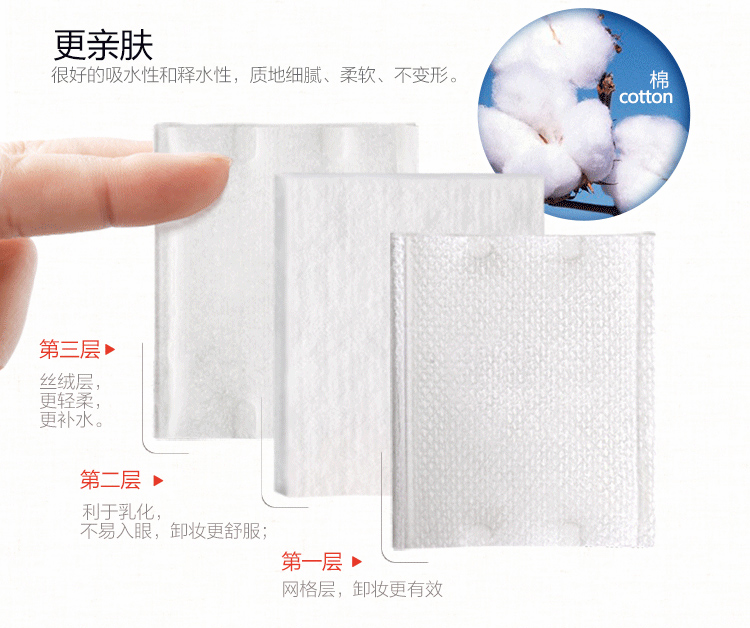 更亲肤
很好的吸水性和释水性，质地细腻、柔软、不变形。
棉
cotton
第三层
丝绒层，
更轻柔，
更补水。
第二层
利于乳化，
不易入眼，卸妆更舒服；
第一层
网格层，卸妆更有效